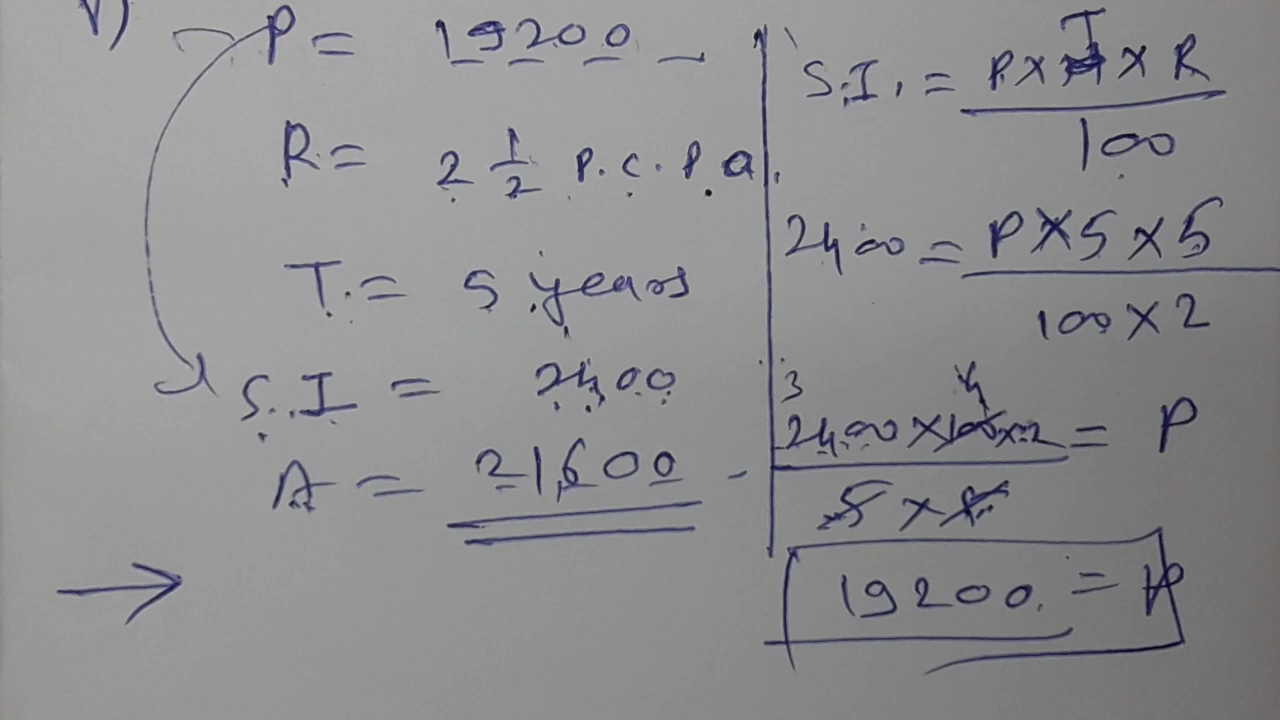 v) P = 19200
R = 2 1/2 P.C.P.a.
T. = 5 years
S.I = 2400
A = 21,600
S.I. = P × T × R / 100
2400 = P × 5 × 5 / 100 × 2
2400 × 100 × 2 / 5 × 5 = P
19200. = P